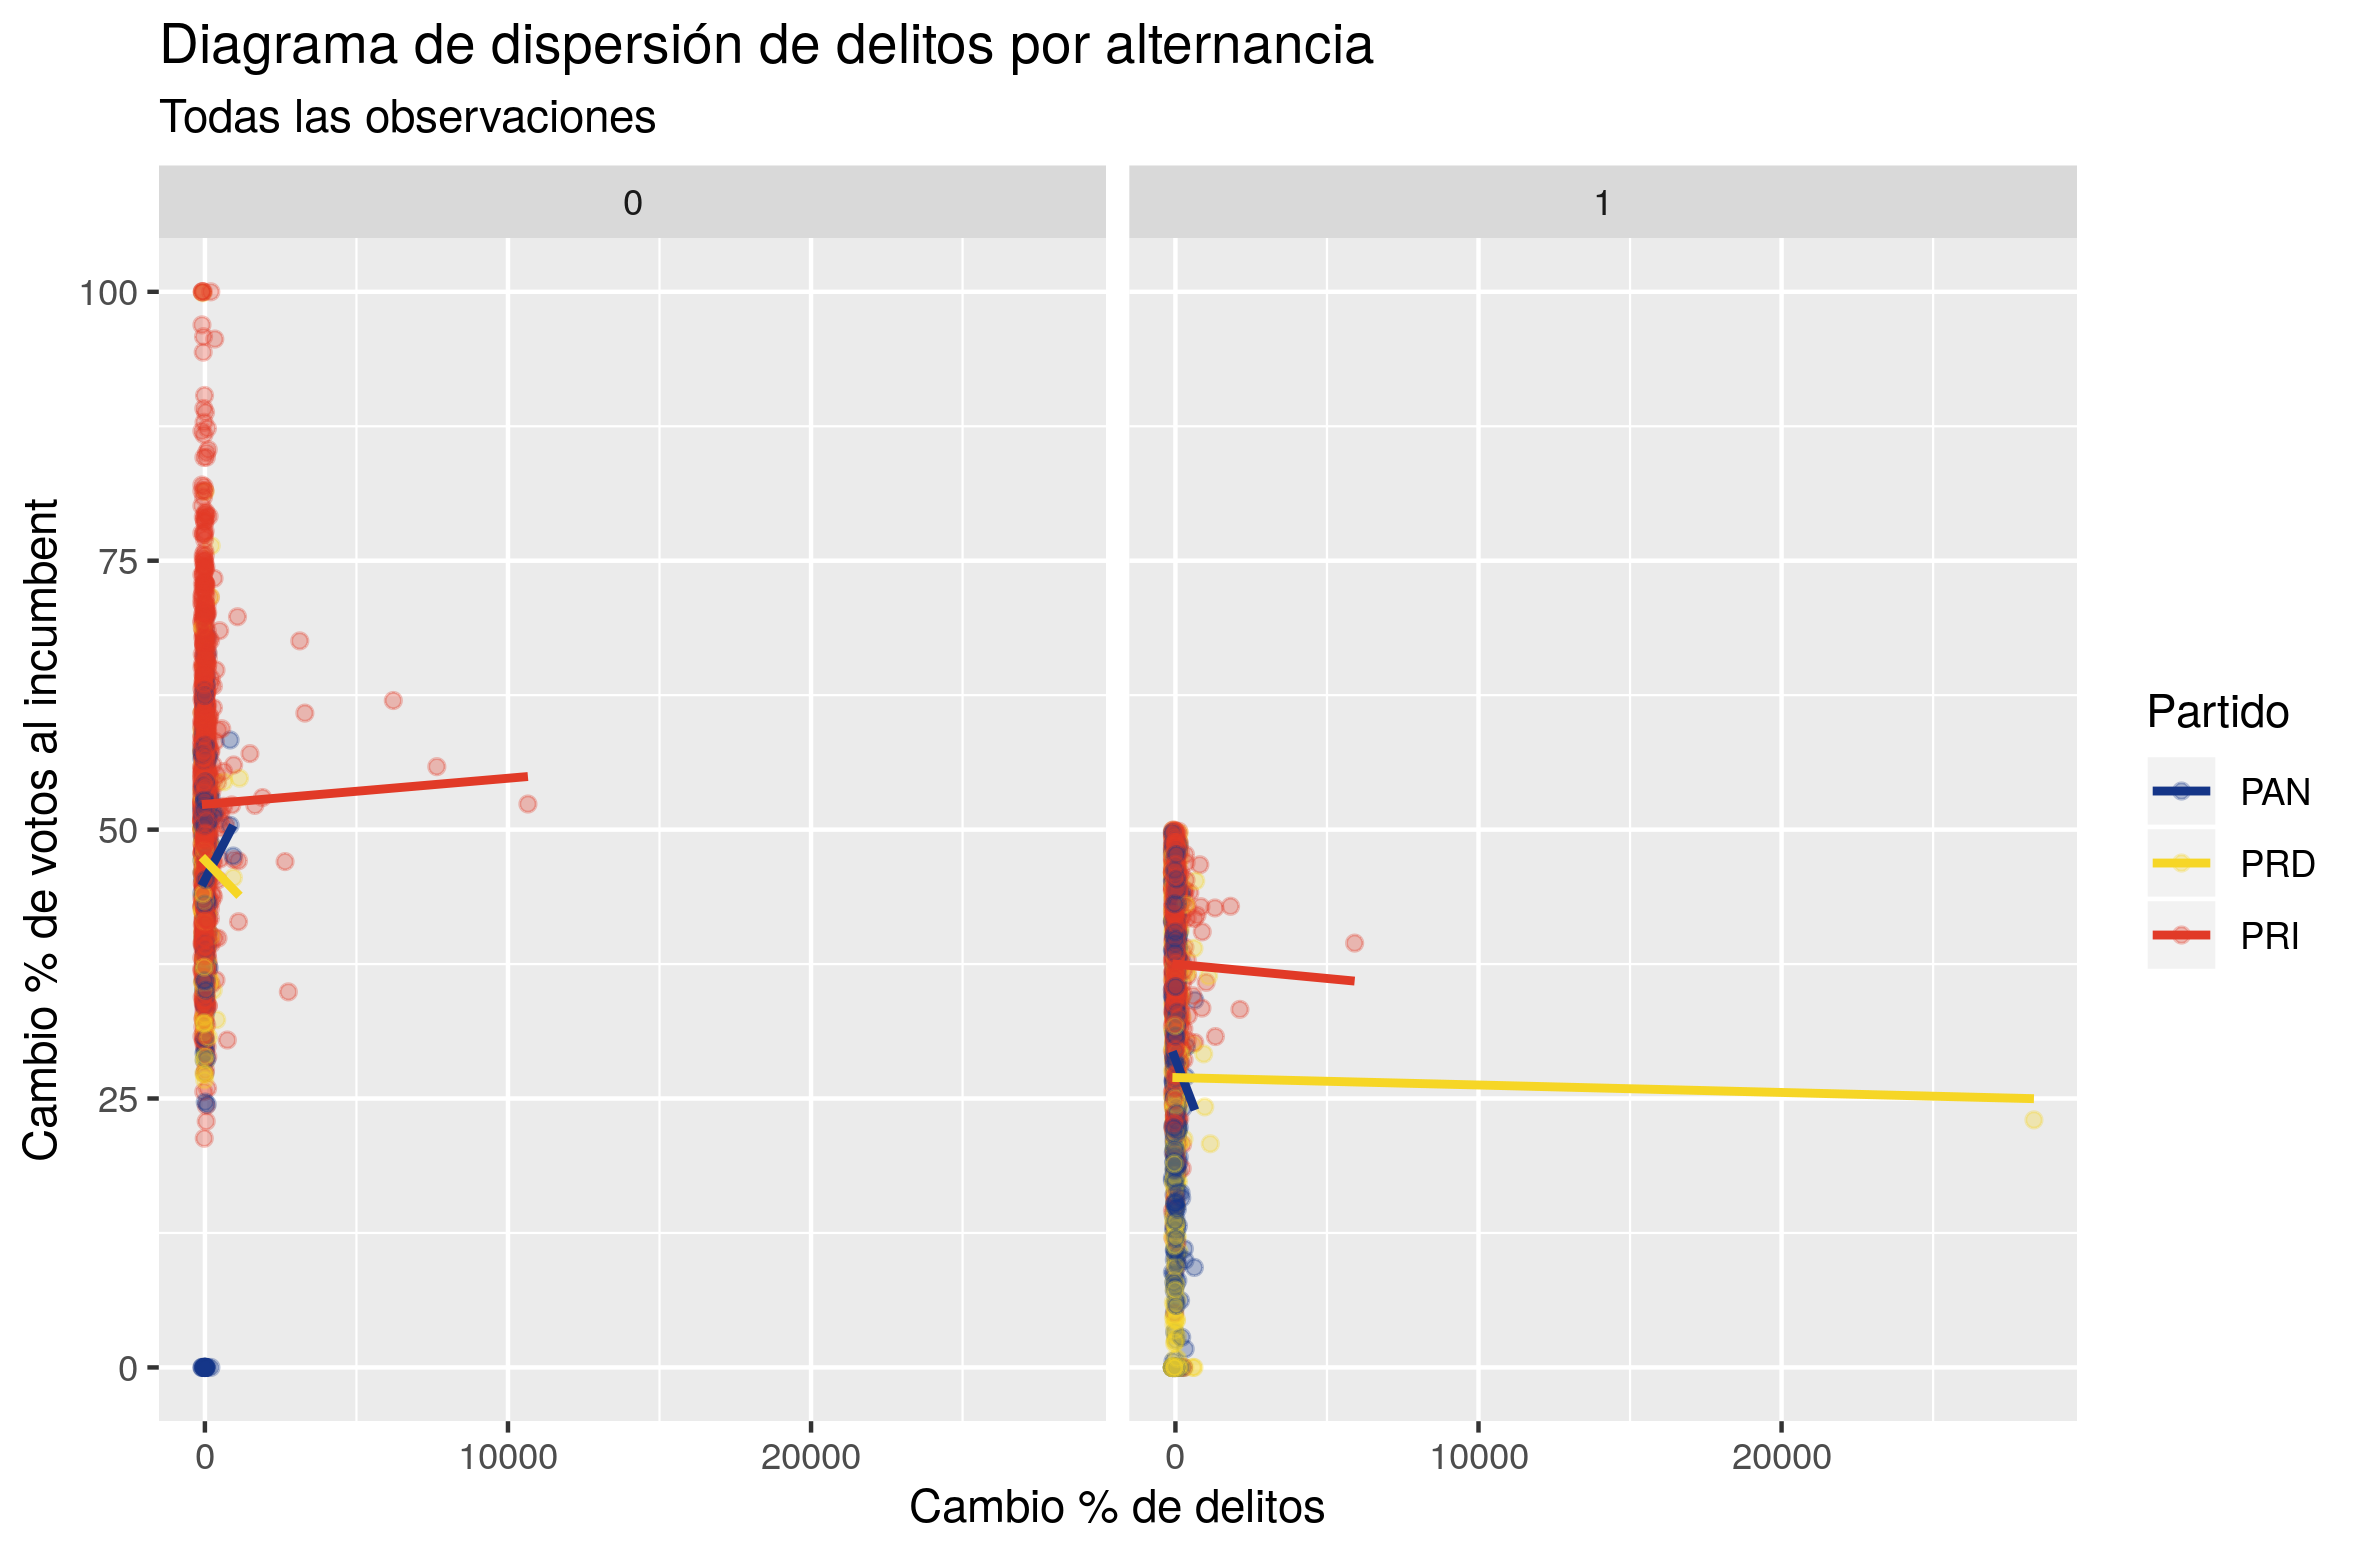 Diagrama de dispersión de delitos por alternancia
Todas las observaciones
0
1
100
75
50
25
0
Cambio % de votos al incumbent
0
10000
20000
0
10000
20000
Cambio % de delitos
Partido
PAN
PRD
PRI